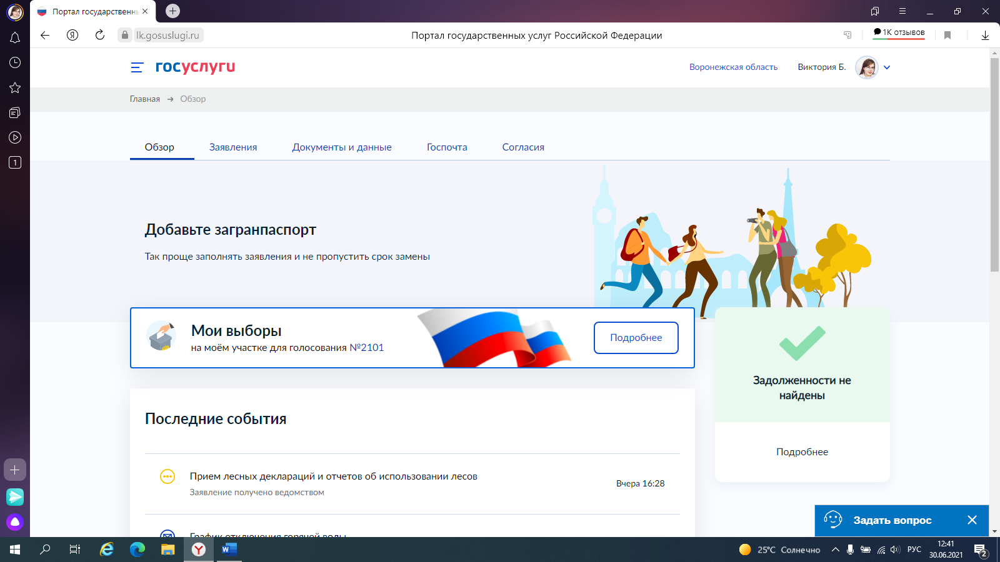 Портал государственнь
lk.gosuslugi.ru
Портал государственных услуг Российской Федерации
1К отзывов
госуслуги
Воронежская область
Виктория Б.
Главная → Обзор
Обзор
Заявления
Документы и данные
Госпочта
Согласия
1
Добавьте загранпаспорт
Так проще заполнять заявления и не пропустить срок замены
Мои выборы
на моём участке для голосования №2101
Подробнее
Задолженности не
найдены
Подробнее
Последние события
Прием лесных деклараций и отчетов об использовании лесов
Заявление получено ведомством
Вчера 16:28
График отключения горячей воды
Задать вопрос
25°C Солнечно
РУС
12:41
30.06.2021
2